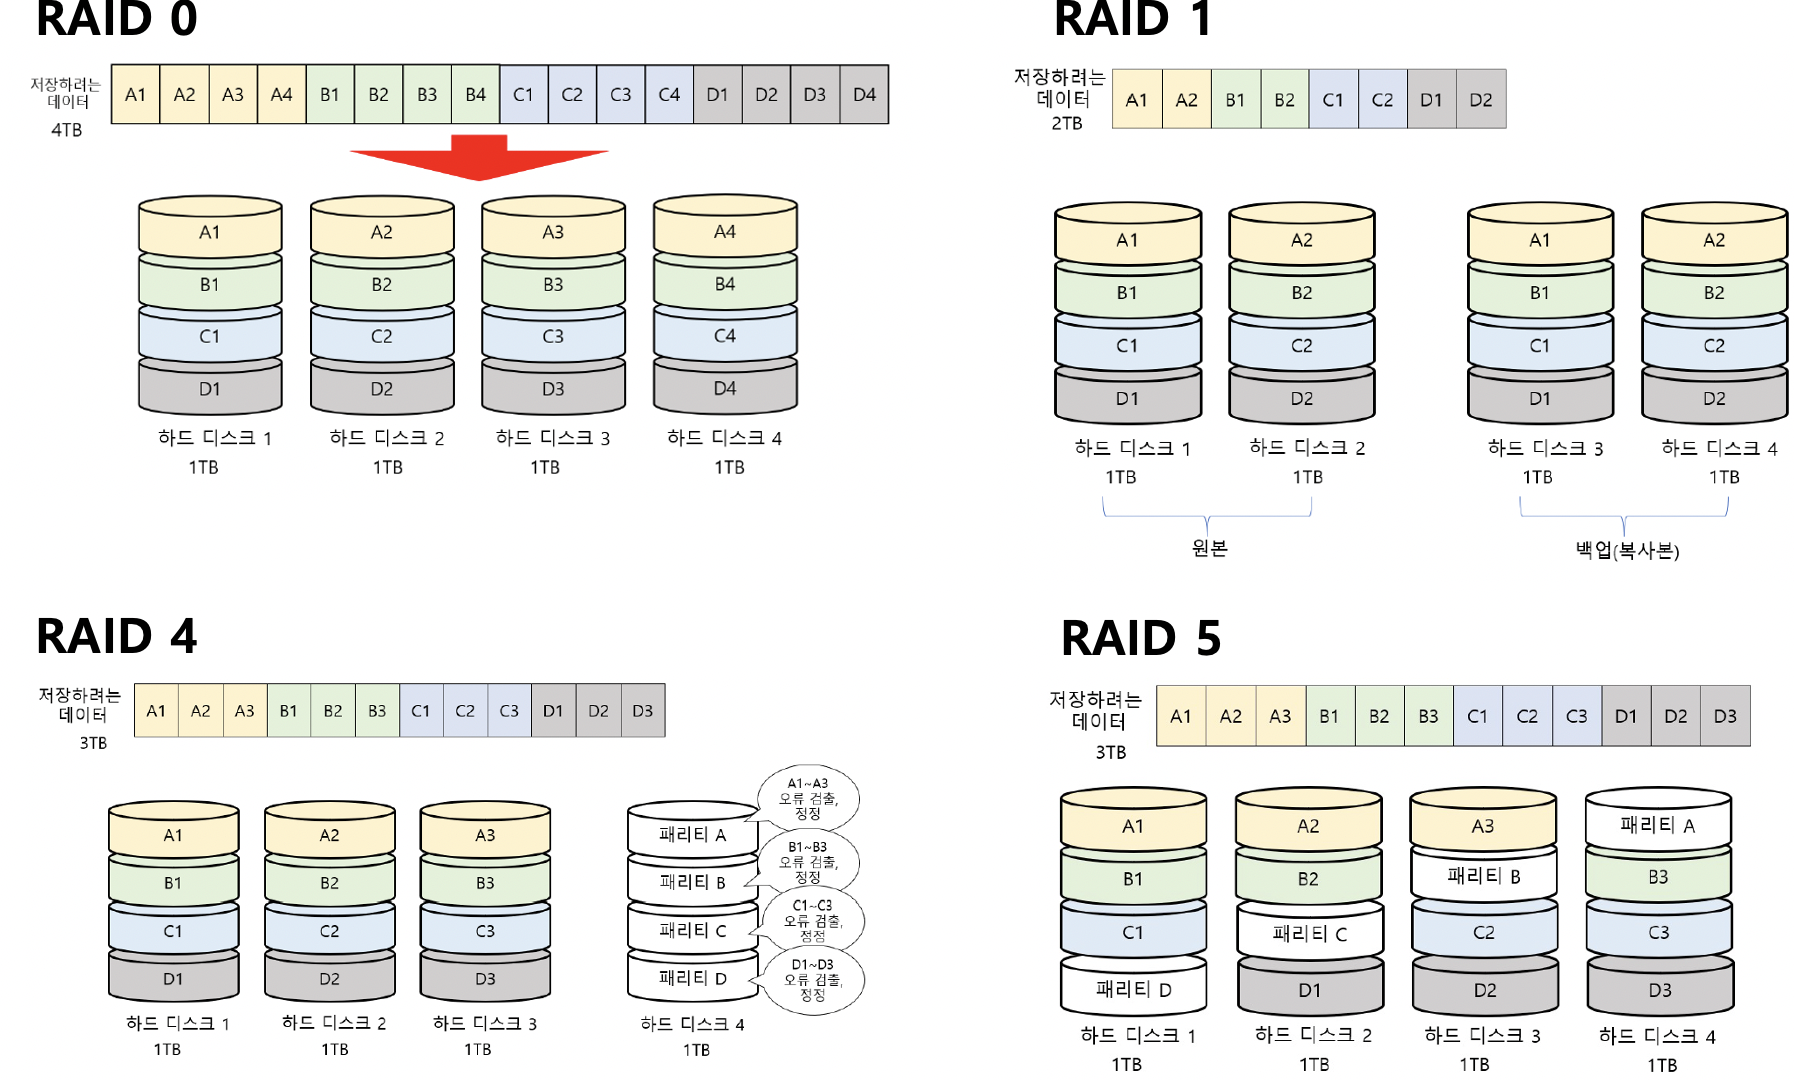 RAID 0
저장하려는
데이터
4TB
A1 A2 A3 A4 B1 B2 B3 B4 C1 C2 C3 C4 D1 D2 D3 D4
A1 A2 A3 A4
B1 B2 B3 B4
C1 C2 C3 C4
D1 D2 D3 D4
하드 디스크 1 하드 디스크 2 하드 디스크 3 하드 디스크 4
1TB 1TB 1TB 1TB
RAID 1
저장하려는
데이터
2TB
A1 A2 B1 B2 C1 C2 D1 D2
A1 A2 A1 A2
B1 B2 B1 B2
C1 C2 C1 C2
D1 D2 D1 D2
하드 디스크 1 하드 디스크 2 하드 디스크 3 하드 디스크 4
1TB 1TB 1TB 1TB
원본 백업(복사본)
RAID 4
저장하려는
데이터
3TB
A1 A2 A3 B1 B2 B3 C1 C2 C3 D1 D2 D3
A1 A2 A3 패리티 A
B1 B2 B3 패리티 B
C1 C2 C3 패리티 C
D1 D2 D3 패리티 D
A1~A3
오류 검출,
정정
B1~B3
오류 검출,
정정
C1~C3
오류 검출,
정정
D1~D3
오류 검출,
정정
하드 디스크 1 하드 디스크 2 하드 디스크 3 하드 디스크 4
1TB 1TB 1TB 1TB
RAID 5
저장하려는
데이터
3TB
A1 A2 A3 B1 B2 B3 C1 C2 C3 D1 D2 D3
A1 A2 A3 패리티 A
B1 B2 패리티 B B3
C1 패리티 C C2 C3
패리티 D D1 D2 D3
하드 디스크 1 하드 디스크 2 하드 디스크 3 하드 디스크 4
1TB 1TB 1TB 1TB